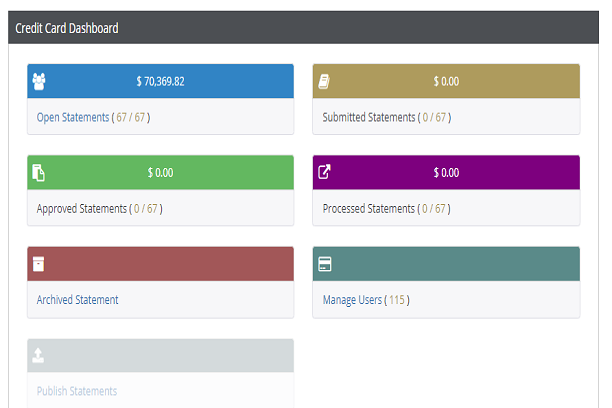 Credit Card Dashboard
$ 70,369.82
$ 0.00
Open Statements ( 67 / 67 )
Submitted Statements ( 0 / 67 )
$ 0.00
$ 0.00
Approved Statements ( 0 / 67 )
Processed Statements ( 0 / 67 )
Archived Statement
Manage Users ( 115 )
Publish Statements